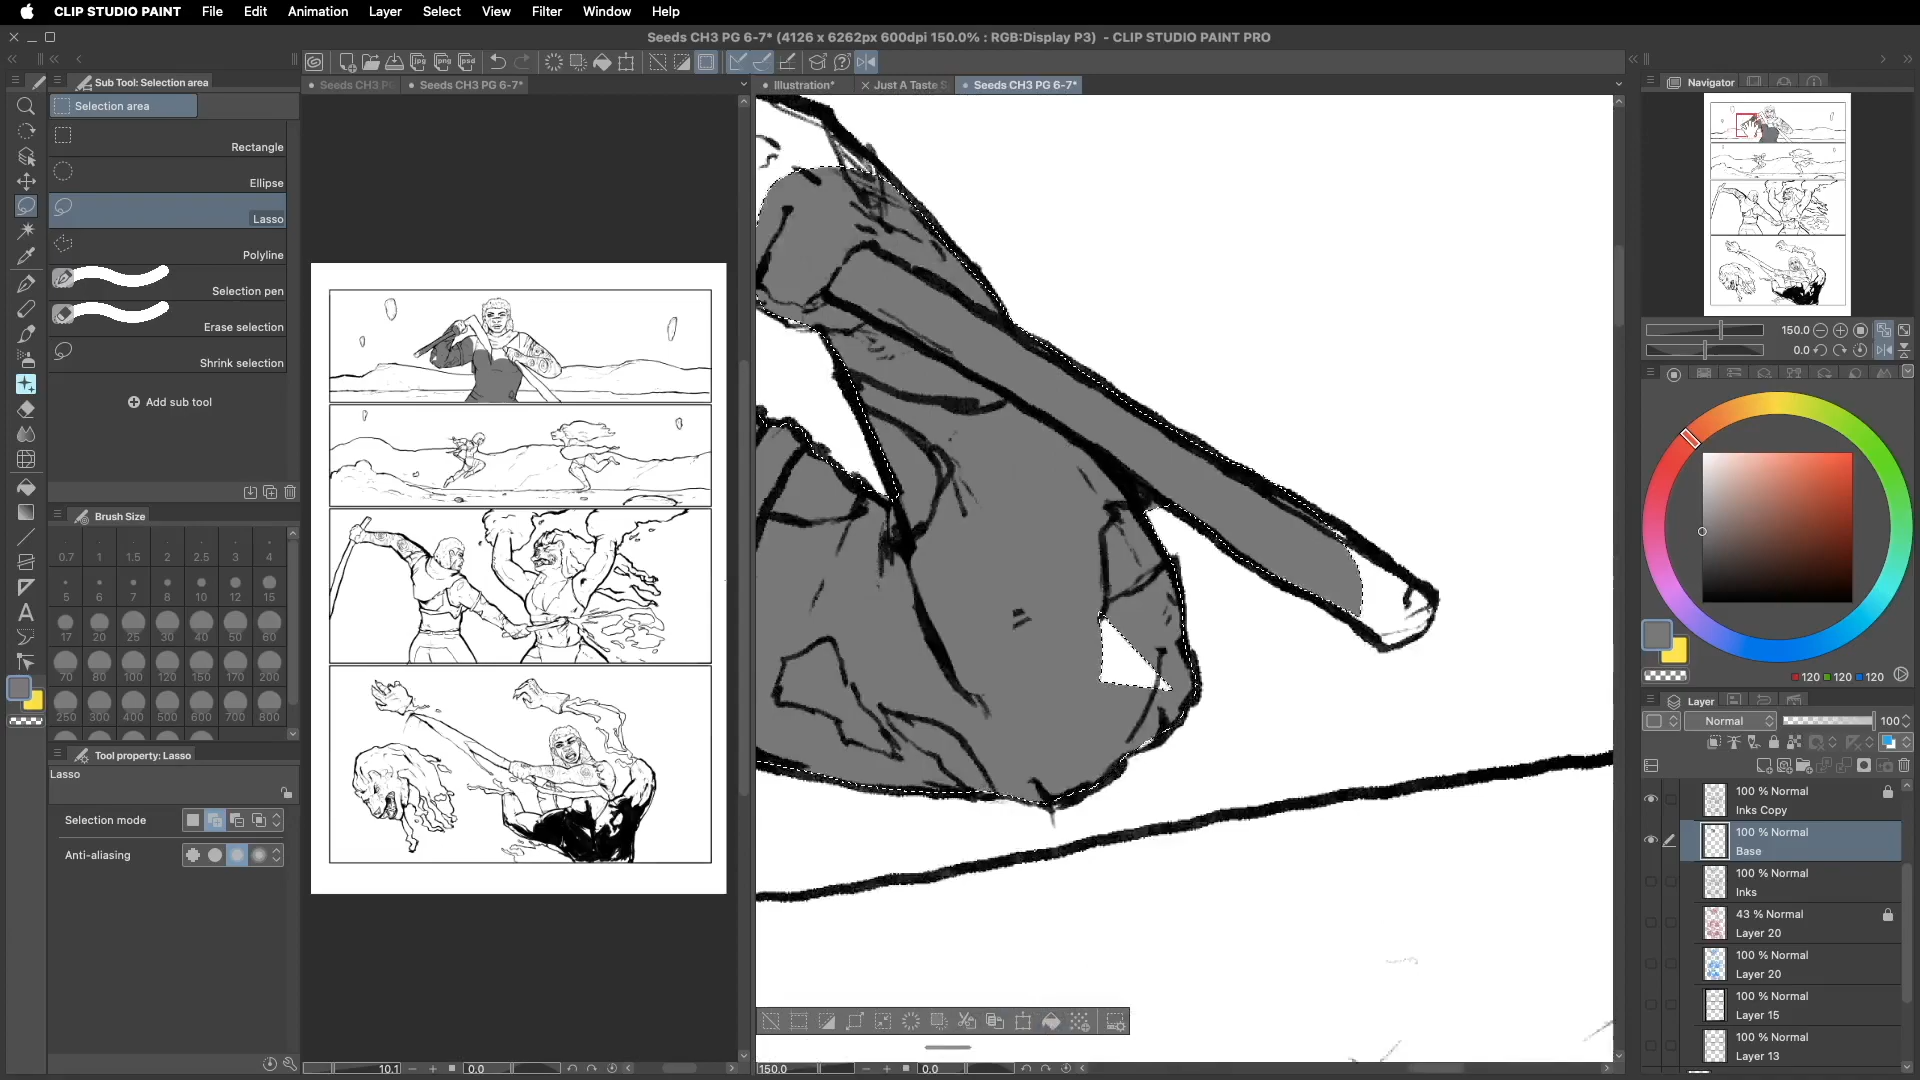 CLIP STUDIO PAINT File Edit Animation Layer Select View Filter Window Help
Seeds CH3 PG 6-7* (4126 x 6262px 600dpi 150.0% : RGB:Display P3) - CLIP STUDIO PAINT PRO
Sub Tool: Selection area
Seeds CH3 P
Seeds CH3 PG 6-7*
Illustration*
Just A Taste S
Seeds CH3 PG 6-7*
Navigator
Selection area
Rectangle
Ellipse
Lasso
Polyline
Selection pen
Erase selection
Shrink selection
Add sub tool
150.0
0.0
Brush Size
0.7 1 1.5 2 2.5 3 4
5 6 7 8 10 12 15
17 20 25 30 40 50 60
70 80 100 120 150 170 200
250 300 400 500 600 700 800
Tool property: Lasso
Lasso
Selection mode
Anti-aliasing
120 120 120
Layer
Normal 100
100 % Normal
Inks Copy
100 % Normal
Base
100 % Normal
Inks
43 % Normal
Layer 20
100 % Normal
Layer 20
100 % Normal
Layer 15
100 % Normal
Layer 13
10.1 0.0
150.0 0.0